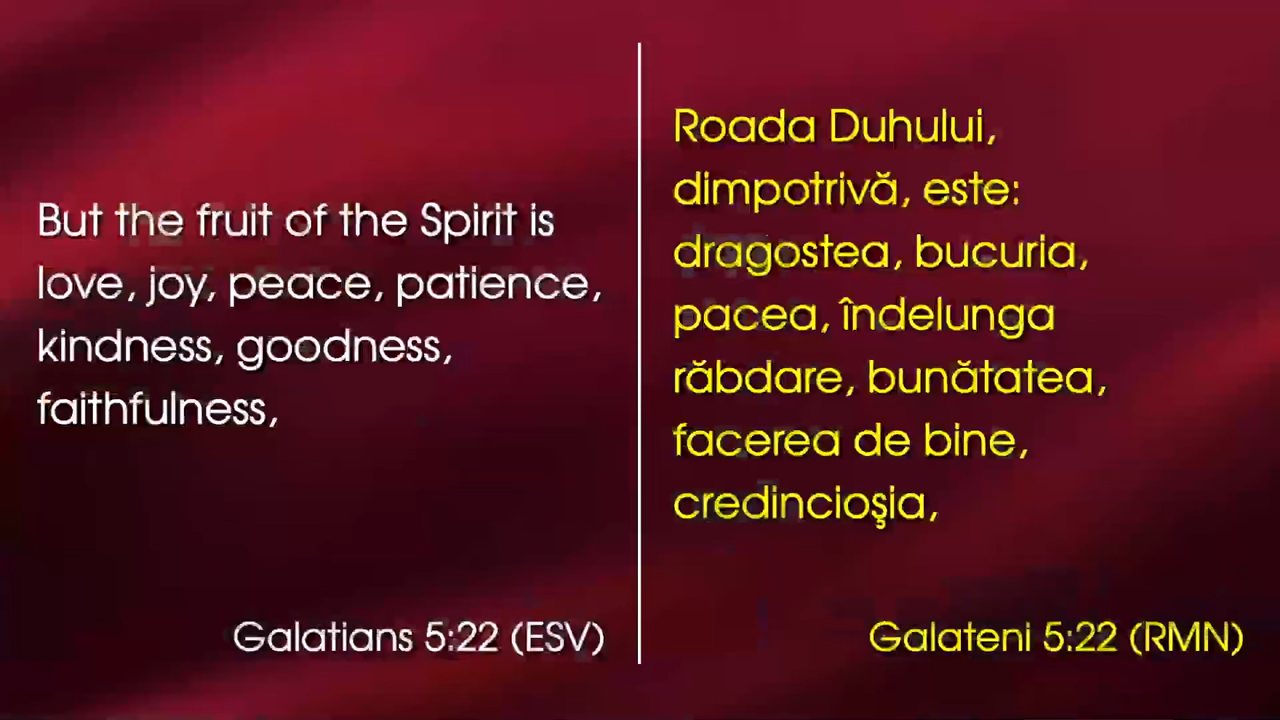 But the fruit of the Spirit is
love, joy, peace, patience,
kindness, goodness,
faithfulness,
Galatians 5:22 (ESV)
Roada Duhului,
dimpotrivă, este:
dragostea, bucuria,
pacea, îndelunga
răbdare, bunătatea,
facerea de bine,
credincioşia,
Galateni 5:22 (RMN)